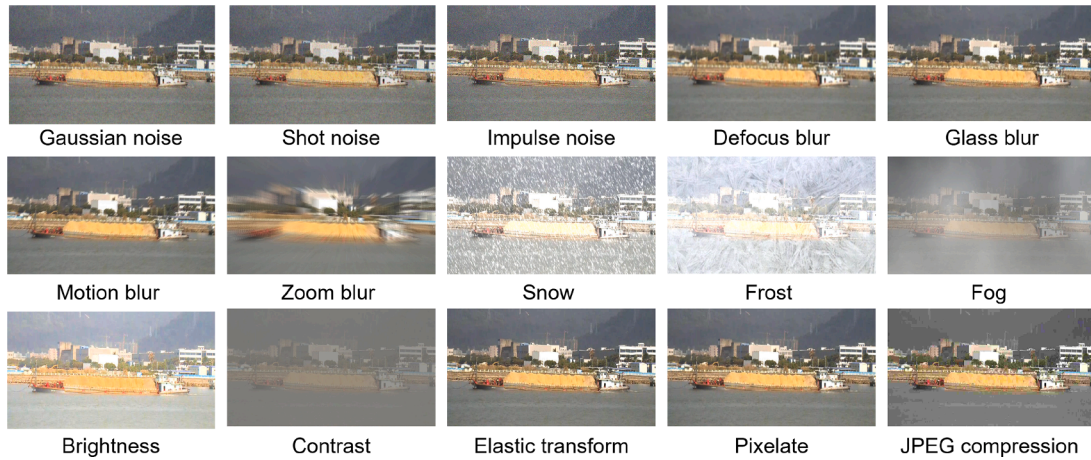 Gaussian noise
Shot noise
Impulse noise
Defocus blur
Glass blur
Motion blur
Zoom blur
Snow
Frost
Fog
Brightness
Contrast
Elastic transform
Pixelate
JPEG compression